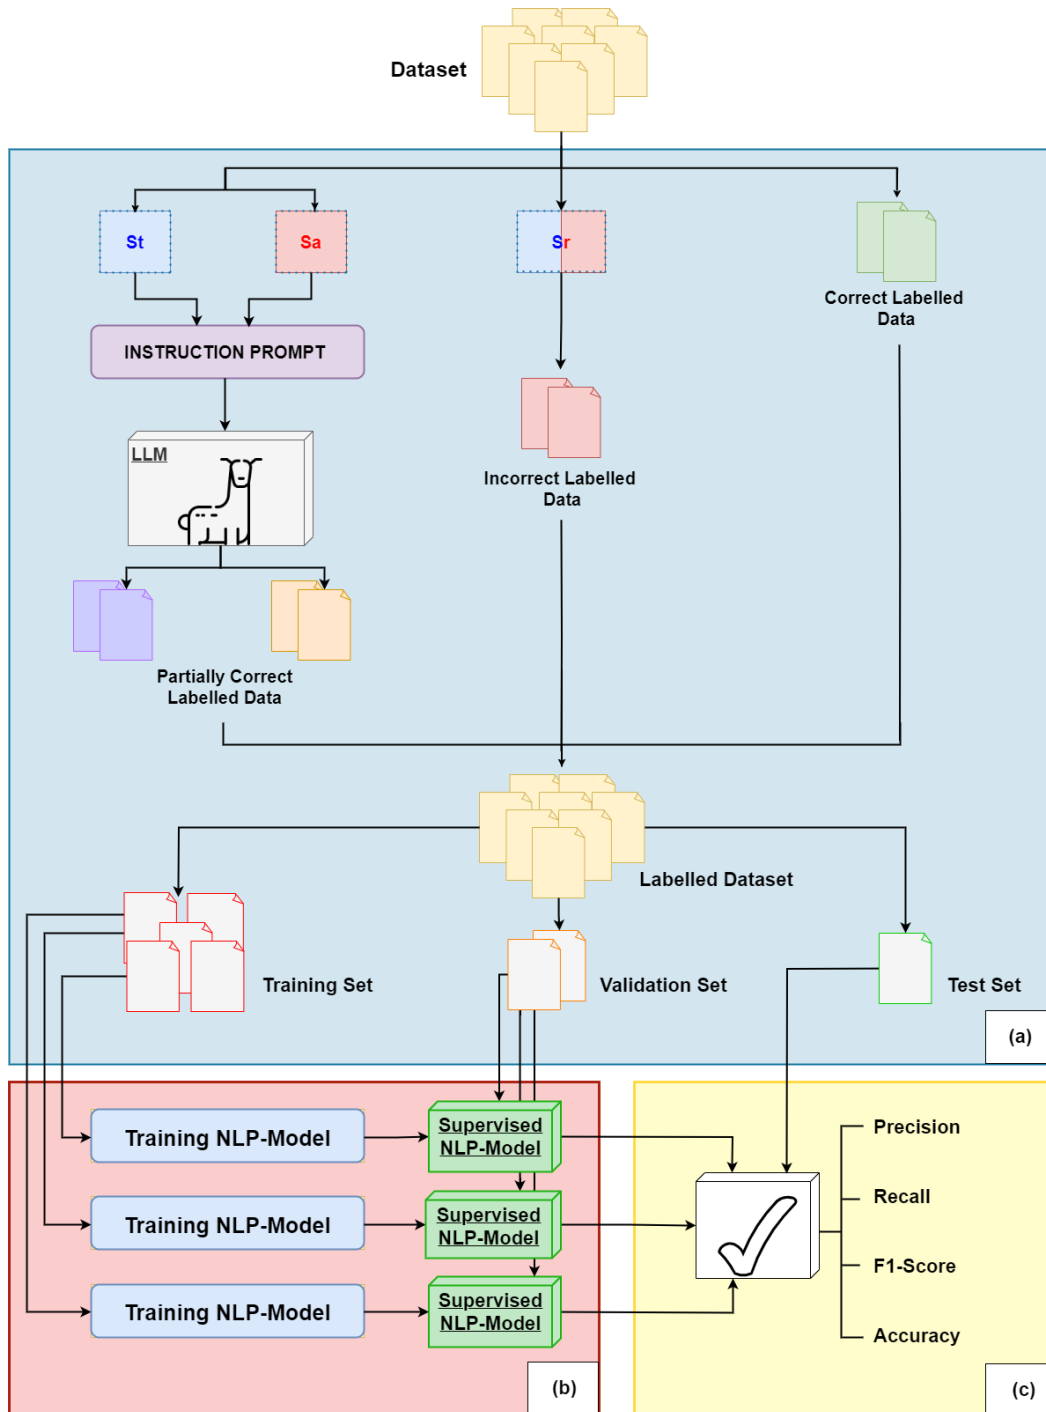 Dataset
St
Sa
Sr
Correct Labelled
Data
INSTRUCTION PROMPT
LLM
Incorrect Labelled
Data
Partially Correct
Labelled Data
Labelled Dataset
Training Set
Validation Set
Test Set
(a)
Training NLP-Model
Supervised
NLP-Model
Training NLP-Model
Supervised
NLP-Model
Training NLP-Model
Supervised
NLP-Model
(b)
Precision
Recall
F1-Score
Accuracy
(c)